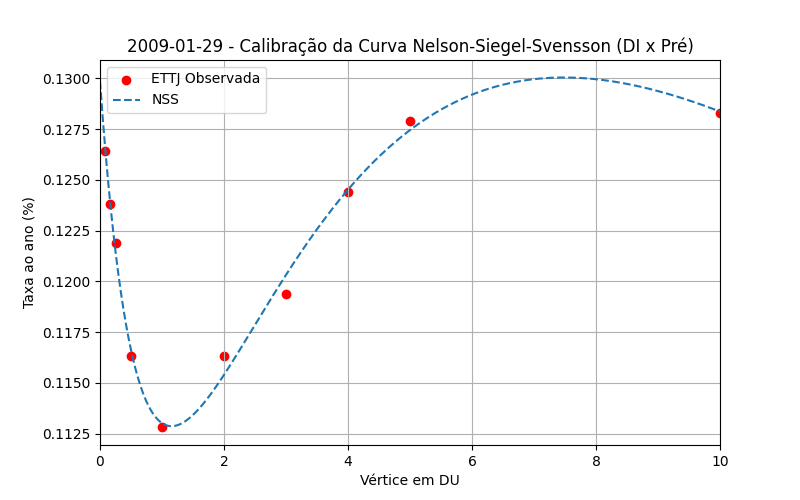 2009-01-29 - Calibração da Curva Nelson-Siegel-Svensson (DI x Pré)
ETTJ Observada
NSS
Taxa ao ano (%)
0.1300
0.1275
0.1250
0.1225
0.1200
0.1175
0.1150
0.1125
0 2 4 6 8 10
Vértice em DU